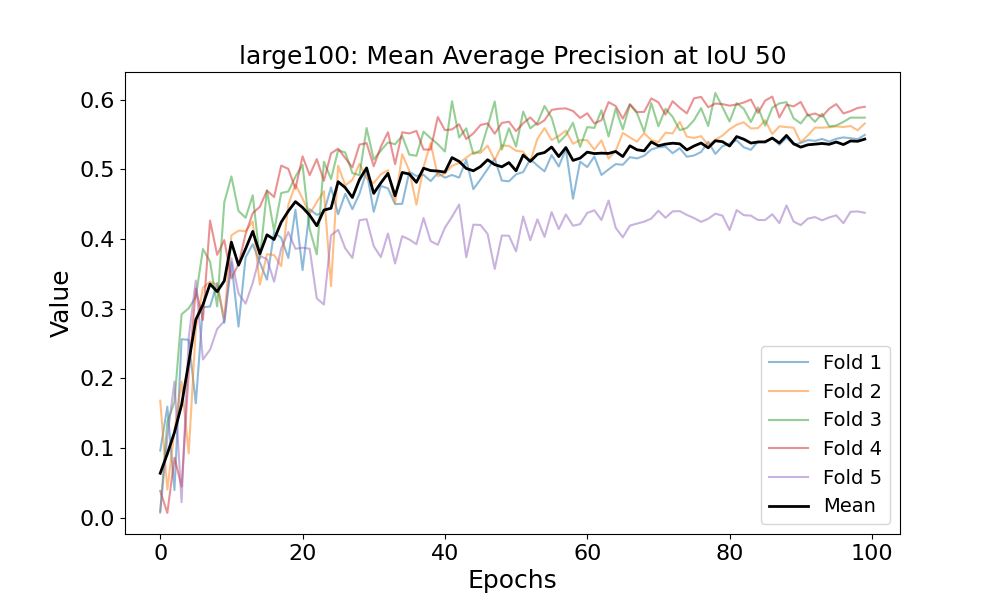 large100: Mean Average Precision at IoU 50
Value
0.6
0.5
0.4
0.3
0.2
0.1
0.0
Fold 1
Fold 2
Fold 3
Fold 4
Fold 5
Mean
0 20 40 60 80 100
Epochs